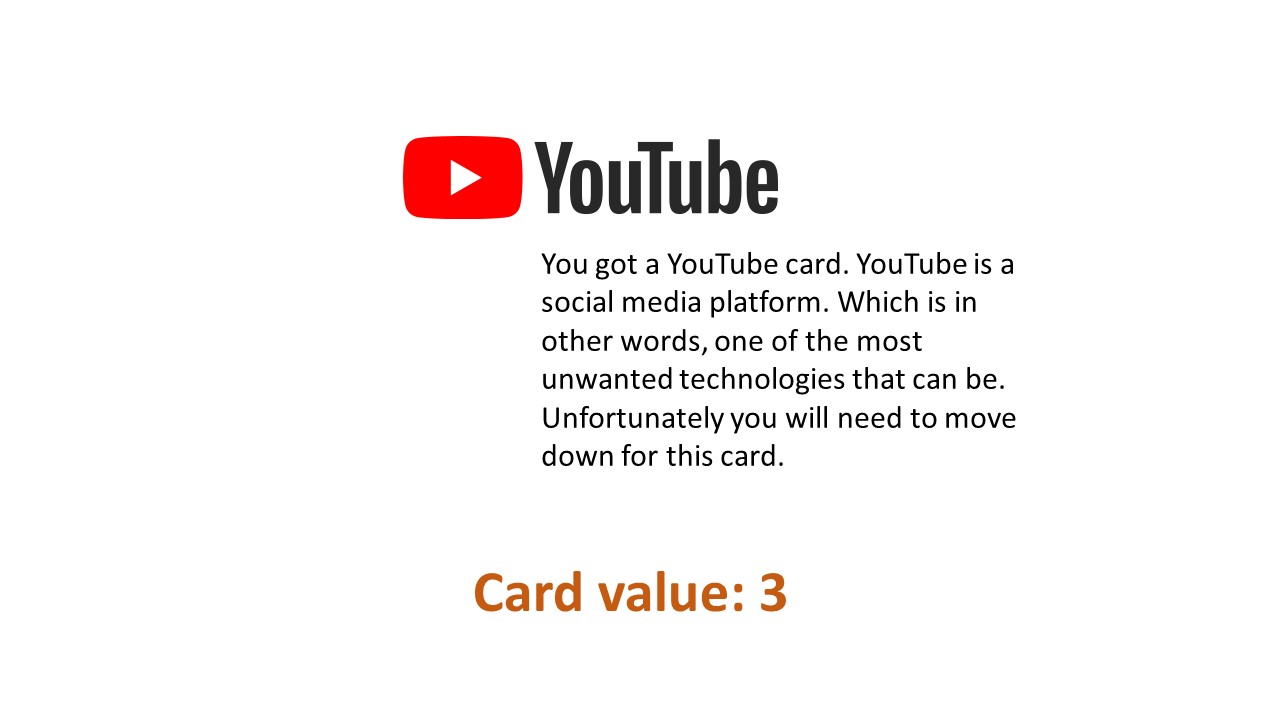 YouTube
You got a YouTube card. YouTube is a
social media platform. Which is in
other words, one of the most
unwanted technologies that can be.
Unfortunately you will need to move
down for this card.
Card value: 3